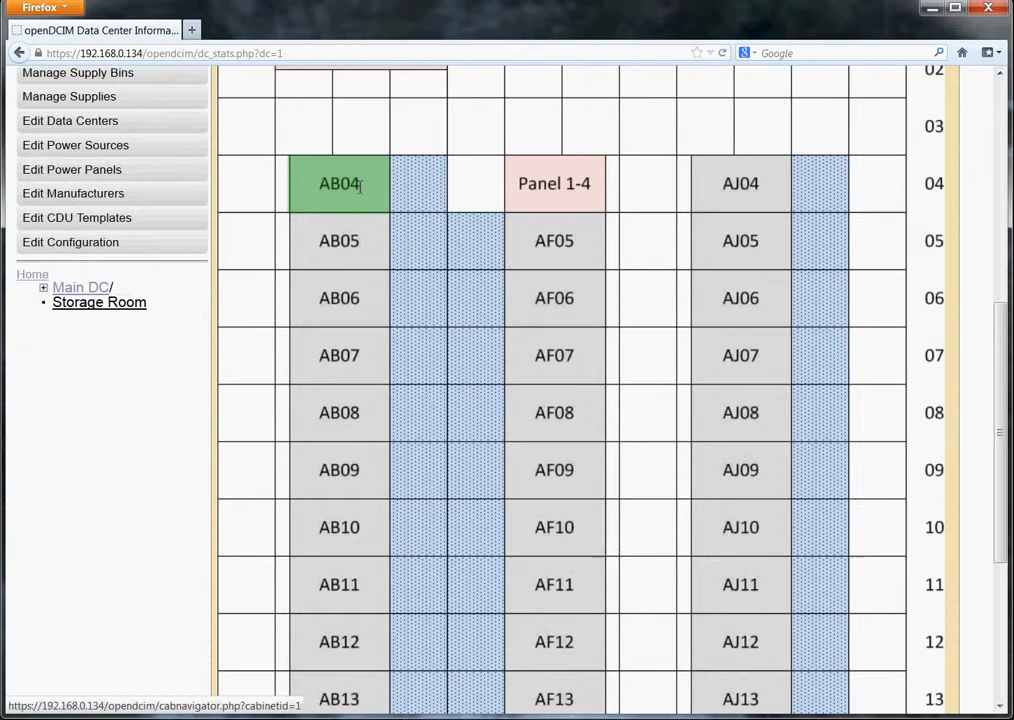 Firefox
openDCIM Data Center Informa...
https://192.168.0.134/opendcim/dc_stats.php?dc=1
Google
Manage Supply Bins
Manage Supplies
Edit Data Centers
Edit Power Sources
Edit Power Panels
Edit Manufacturers
Edit CDU Templates
Edit Configuration
Home
Main DC/
Storage Room
02
03
AB04 Panel 1-4 AJ04 04
AB05 AF05 AJ05 05
AB06 AF06 AJ06 06
AB07 AF07 AJ07 07
AB08 AF08 AJ08 08
AB09 AF09 AJ09 09
AB10 AF10 AJ10 10
AB11 AF11 AJ11 11
AB12 AF12 AJ12 12
AB13 AF13 AJ13 13
https://192.168.0.134/opendcim/cabnavigator.php?cabinetid=1